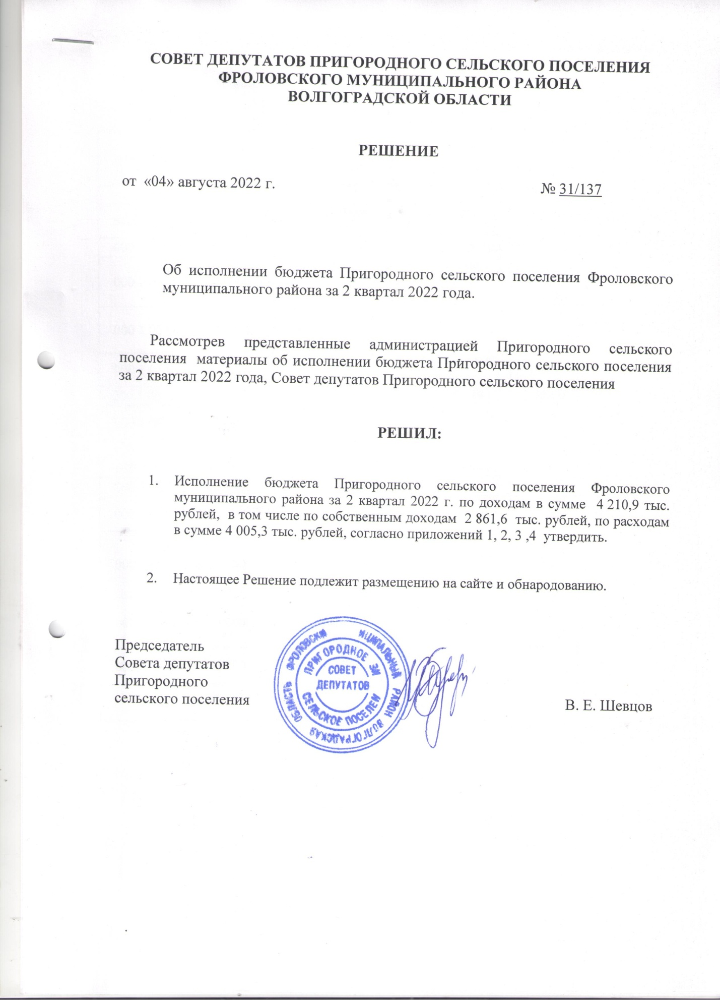 СОВЕТ ДЕПУТАТОВ ПРИГОРОДНОГО СЕЛЬСКОГО ПОСЕЛЕНИЯ
ФРОЛОВСКОГО МУНИЦИПАЛЬНОГО РАЙОНА
ВОЛГОГРАДСКОЙ ОБЛАСТИ
РЕШЕНИЕ
от «04» августа 2022 г.
№ 31/137
Об исполнении бюджета Пригородного сельского поселения Фроловского
муниципального района за 2 квартал 2022 года.
Рассмотрев представленные администрацией Пригородного сельского
поселения материалы об исполнении бюджета Пригородного сельского поселения
за 2 квартал 2022 года, Совет депутатов Пригородного сельского поселения
РЕШИЛ:
1. Исполнение бюджета Пригородного сельского поселения Фроловского
муниципального района за 2 квартал 2022 г. по доходам в сумме 4 210,9 тыс.
рублей, в том числе по собственным доходам 2 861,6 тыс. рублей, по расходам
в сумме 4 005,3 тыс. рублей, согласно приложений 1, 2, 3 ,4 утвердить.
2. Настоящее Решение подлежит размещению на сайте и обнародованию.
Председатель
Совета депутатов
Пригородного
сельского поселения
В. Е. Шевцов
ПРИГОРОДНОЕ
СОВЕТ
ДЕПУТАТОВ
СЕЛЬСКОЕ ПОСЕЛЕН
РАЙОН ВОЛГОГРАДСКАЯ